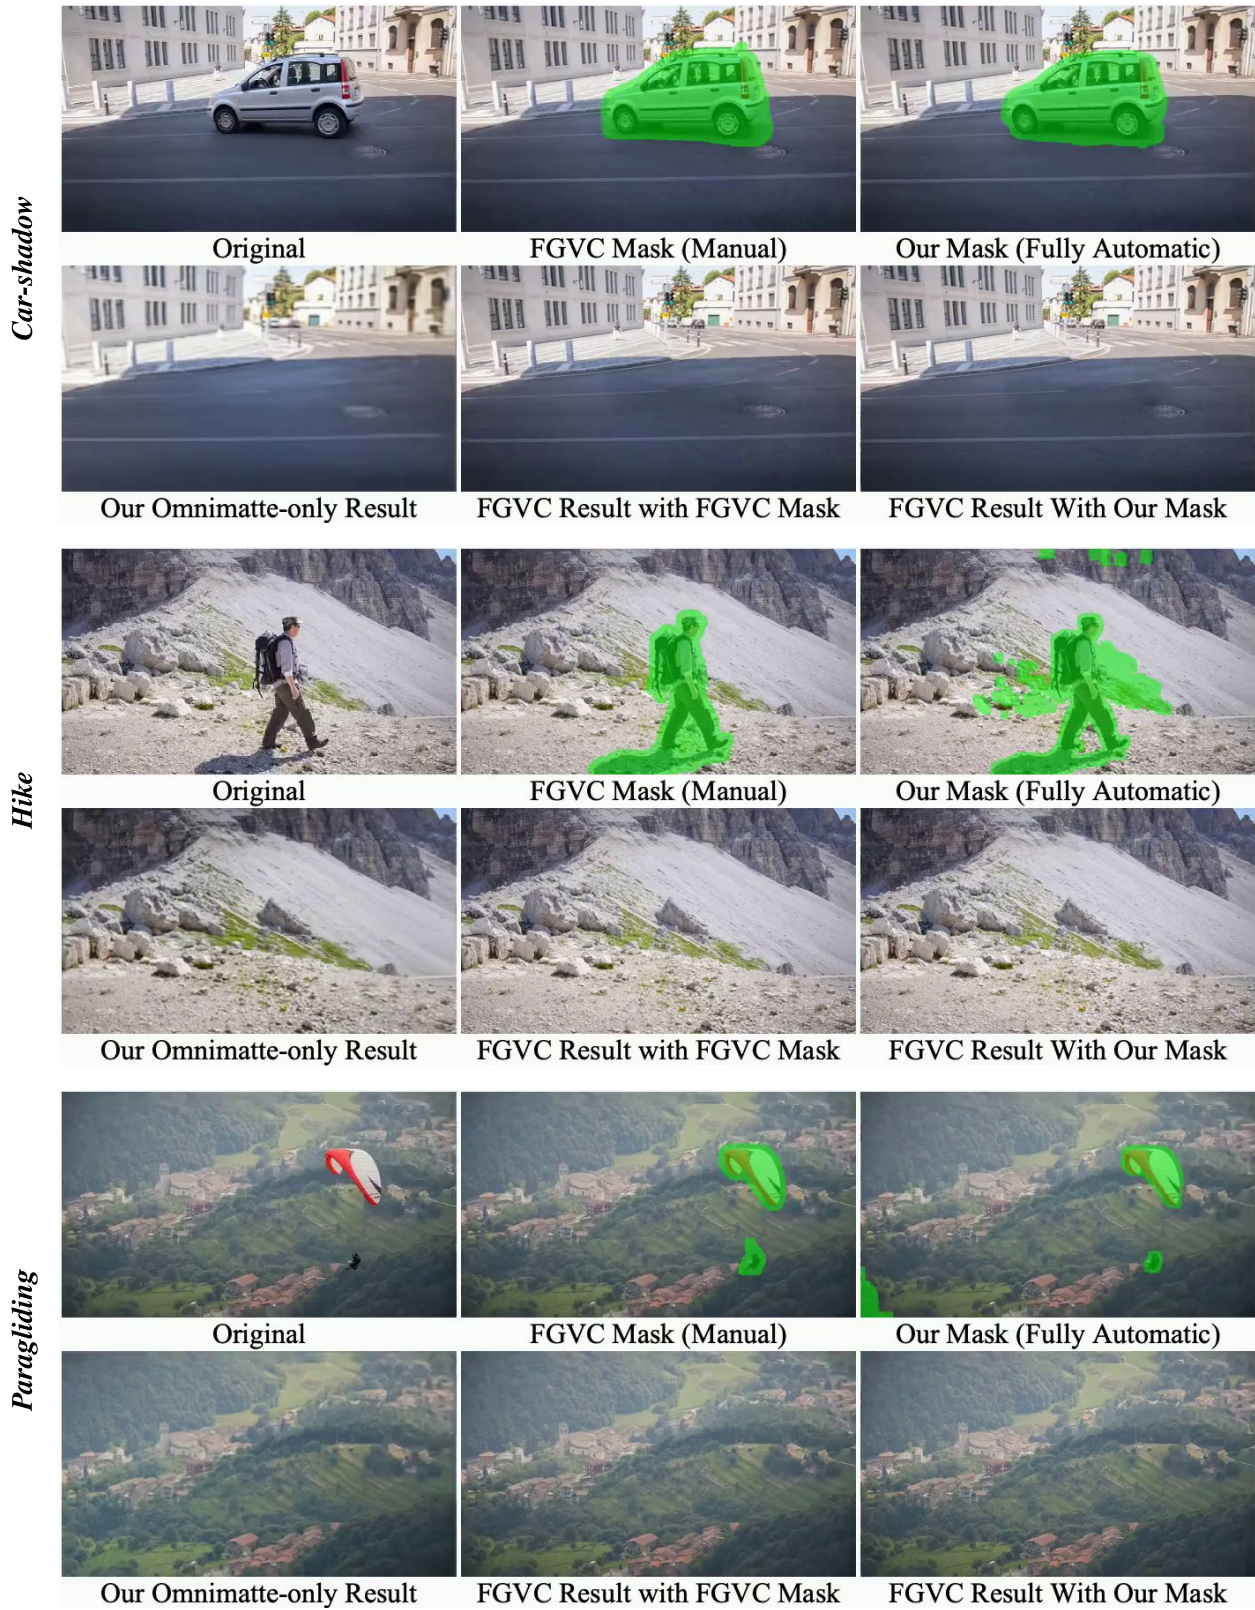 Car-shadow
Original
FGVC Mask (Manual)
Our Mask (Fully Automatic)
Our Omnimatte-only Result
FGVC Result with FGVC Mask
FGVC Result With Our Mask
Hike
Original
FGVC Mask (Manual)
Our Mask (Fully Automatic)
Our Omnimatte-only Result
FGVC Result with FGVC Mask
FGVC Result With Our Mask
Paragliding
Original
FGVC Mask (Manual)
Our Mask (Fully Automatic)
Our Omnimatte-only Result
FGVC Result with FGVC Mask
FGVC Result With Our Mask